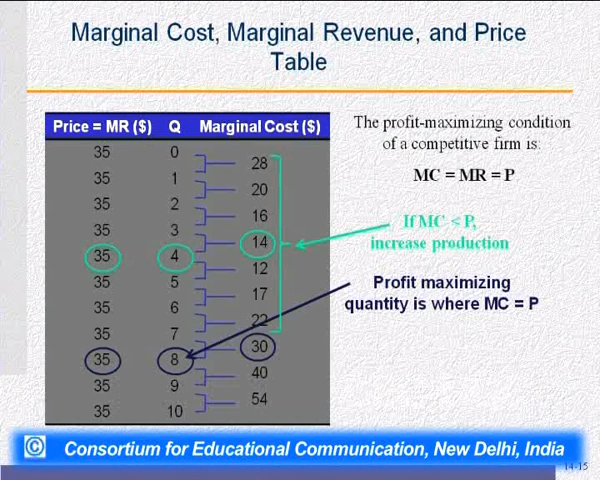 Marginal Cost, Marginal Revenue, and Price
Table
Price = MR ($) Q Marginal Cost ($)
35 0
28
35 1
20
35 2
16
35 3
14
35 4
12
35 5
17
35 6
22
35 7
30
35 8
40
35 9
54
35 10
The profit-maximizing condition
of a competitive firm is:
MC = MR = P
If MC < P,
increase production
Profit maximizing
quantity is where MC = P
© Consortium for Educational Communication, New Delhi, India
14-15